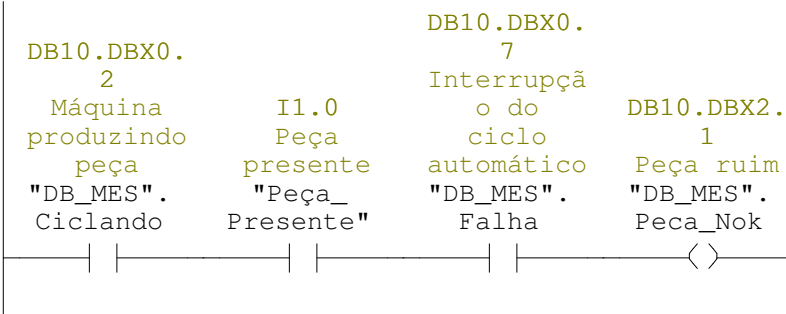 DB10.DBX0.
2
Máquina
produzindo
peça
"DB_MES".
Ciclando
I1.0
Peça
presente
"Peça_
Presente"
DB10.DBX0.
7
Interrupçã
o do
ciclo
automático
"DB_MES".
Falha
DB10.DBX2.
1
Peça ruim
"DB_MES".
Peca_Nok